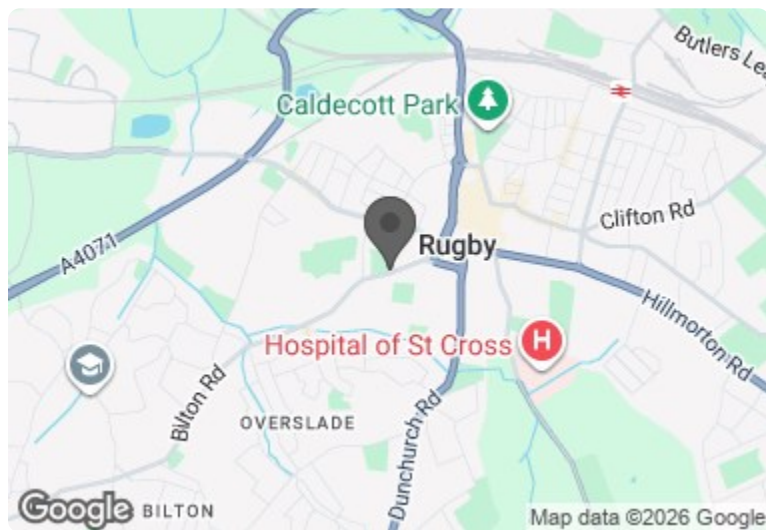 Butlers Lea
Caldecott Park
Clifton Rd
A4071
Rugby
Hillmorton Rd
Hospital of St Cross
H
Bilton Rd
OVERSLADE
Dunchurch Rd
Google
BILTON
Map data ©2026 Google